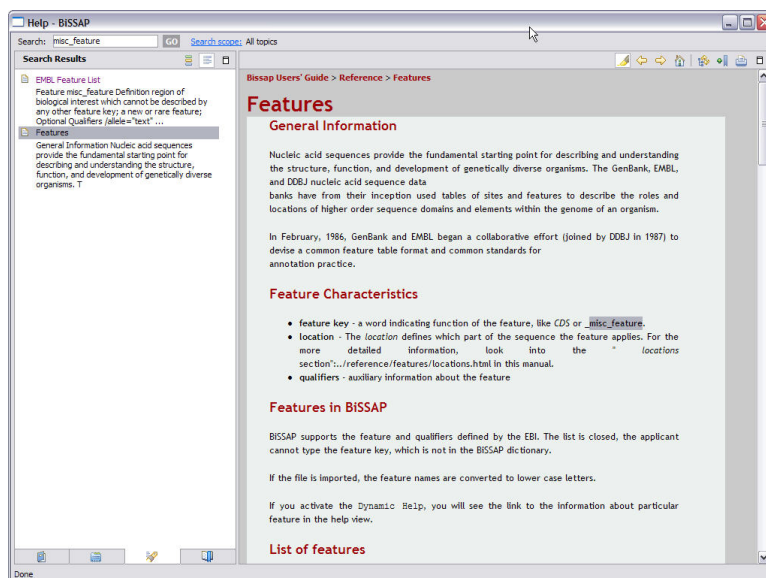 Help - BiSSAP
Search: misc_feature GO Search scope: All topics
Search Results
EMBL Feature List
Feature misc_feature Definition region of
biological interest which cannot be described by
any other feature key; a new or rare feature;
Optional Qualifiers /allele="text" ...
Features
General Information Nucleic acid sequences
provide the fundamental starting point for
describing and understanding the structure,
function, and development of genetically diverse
organisms. T
Bissap Users' Guide > Reference > Features
Features
General Information
Nucleic acid sequences provide the fundamental starting point for describing and understanding
the structure, function, and development of genetically diverse organisms. The GenBank, EMBL,
and DDBJ nucleic acid sequence data
banks have from their inception used tables of sites and features to describe the roles and
locations of higher order sequence domains and elements within the genome of an organism.
In February, 1986, GenBank and EMBL began a collaborative effort (joined by DDBJ in 1987) to
devise a common feature table format and common standards for
annotation practice.
Feature Characteristics
• feature key - a word indicating function of the feature, like CDS or _misc_feature.
• location - The location defines which part of the sequence the feature applies. For the
more detailed information, look into the " locations
section":../reference/features/locations.html in this manual.
• qualifiers - auxiliary information about the feature
Features in BiSSAP
BiSSAP supports the feature and qualifiers defined by the EBI. The list is closed, the applicant
cannot type the feature key, which is not in the BiSSAP dictionary.
If the file is imported, the feature names are converted to lower case letters.
If you activate the Dynamic Help, you will see the link to the information about particular
feature in the help view.
List of features
Done